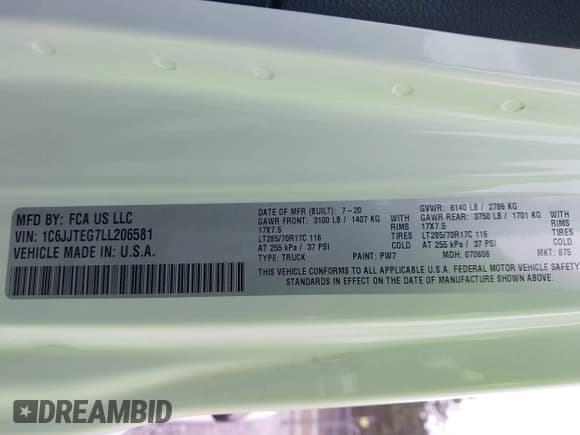 MFD BY: FCA US LLC
VIN: 1C6JJTEG7LL206581
VEHICLE MADE IN: U.S.A.
DATE OF MFR (BUILT): 7-20
GVWR: 6140 LB / 2786 KG
GAWR FRONT: 3100 LB / 1407 KG WITH
GAWR REAR: 3750 LB / 1701 KG WITH
17X7.5 RIMS
17X7.5 RIMS
LT285/70R17C 116 TIRES
LT285/70R17C 116 TIRES
AT 255 kPa / 37 PSI COLD
AT 255 kPa / 37 PSI COLD
TYPE: TRUCK PAINT: PW7 MDH: 070606 MKT: 875
THIS VEHICLE CONFORMS TO ALL APPLICABLE U.S.A. FEDERAL MOTOR VEHICLE SAFETY
STANDARDS IN EFFECT ON THE DATE OF MANUFACTURE SHOWN ABOVE.
DREAMBID